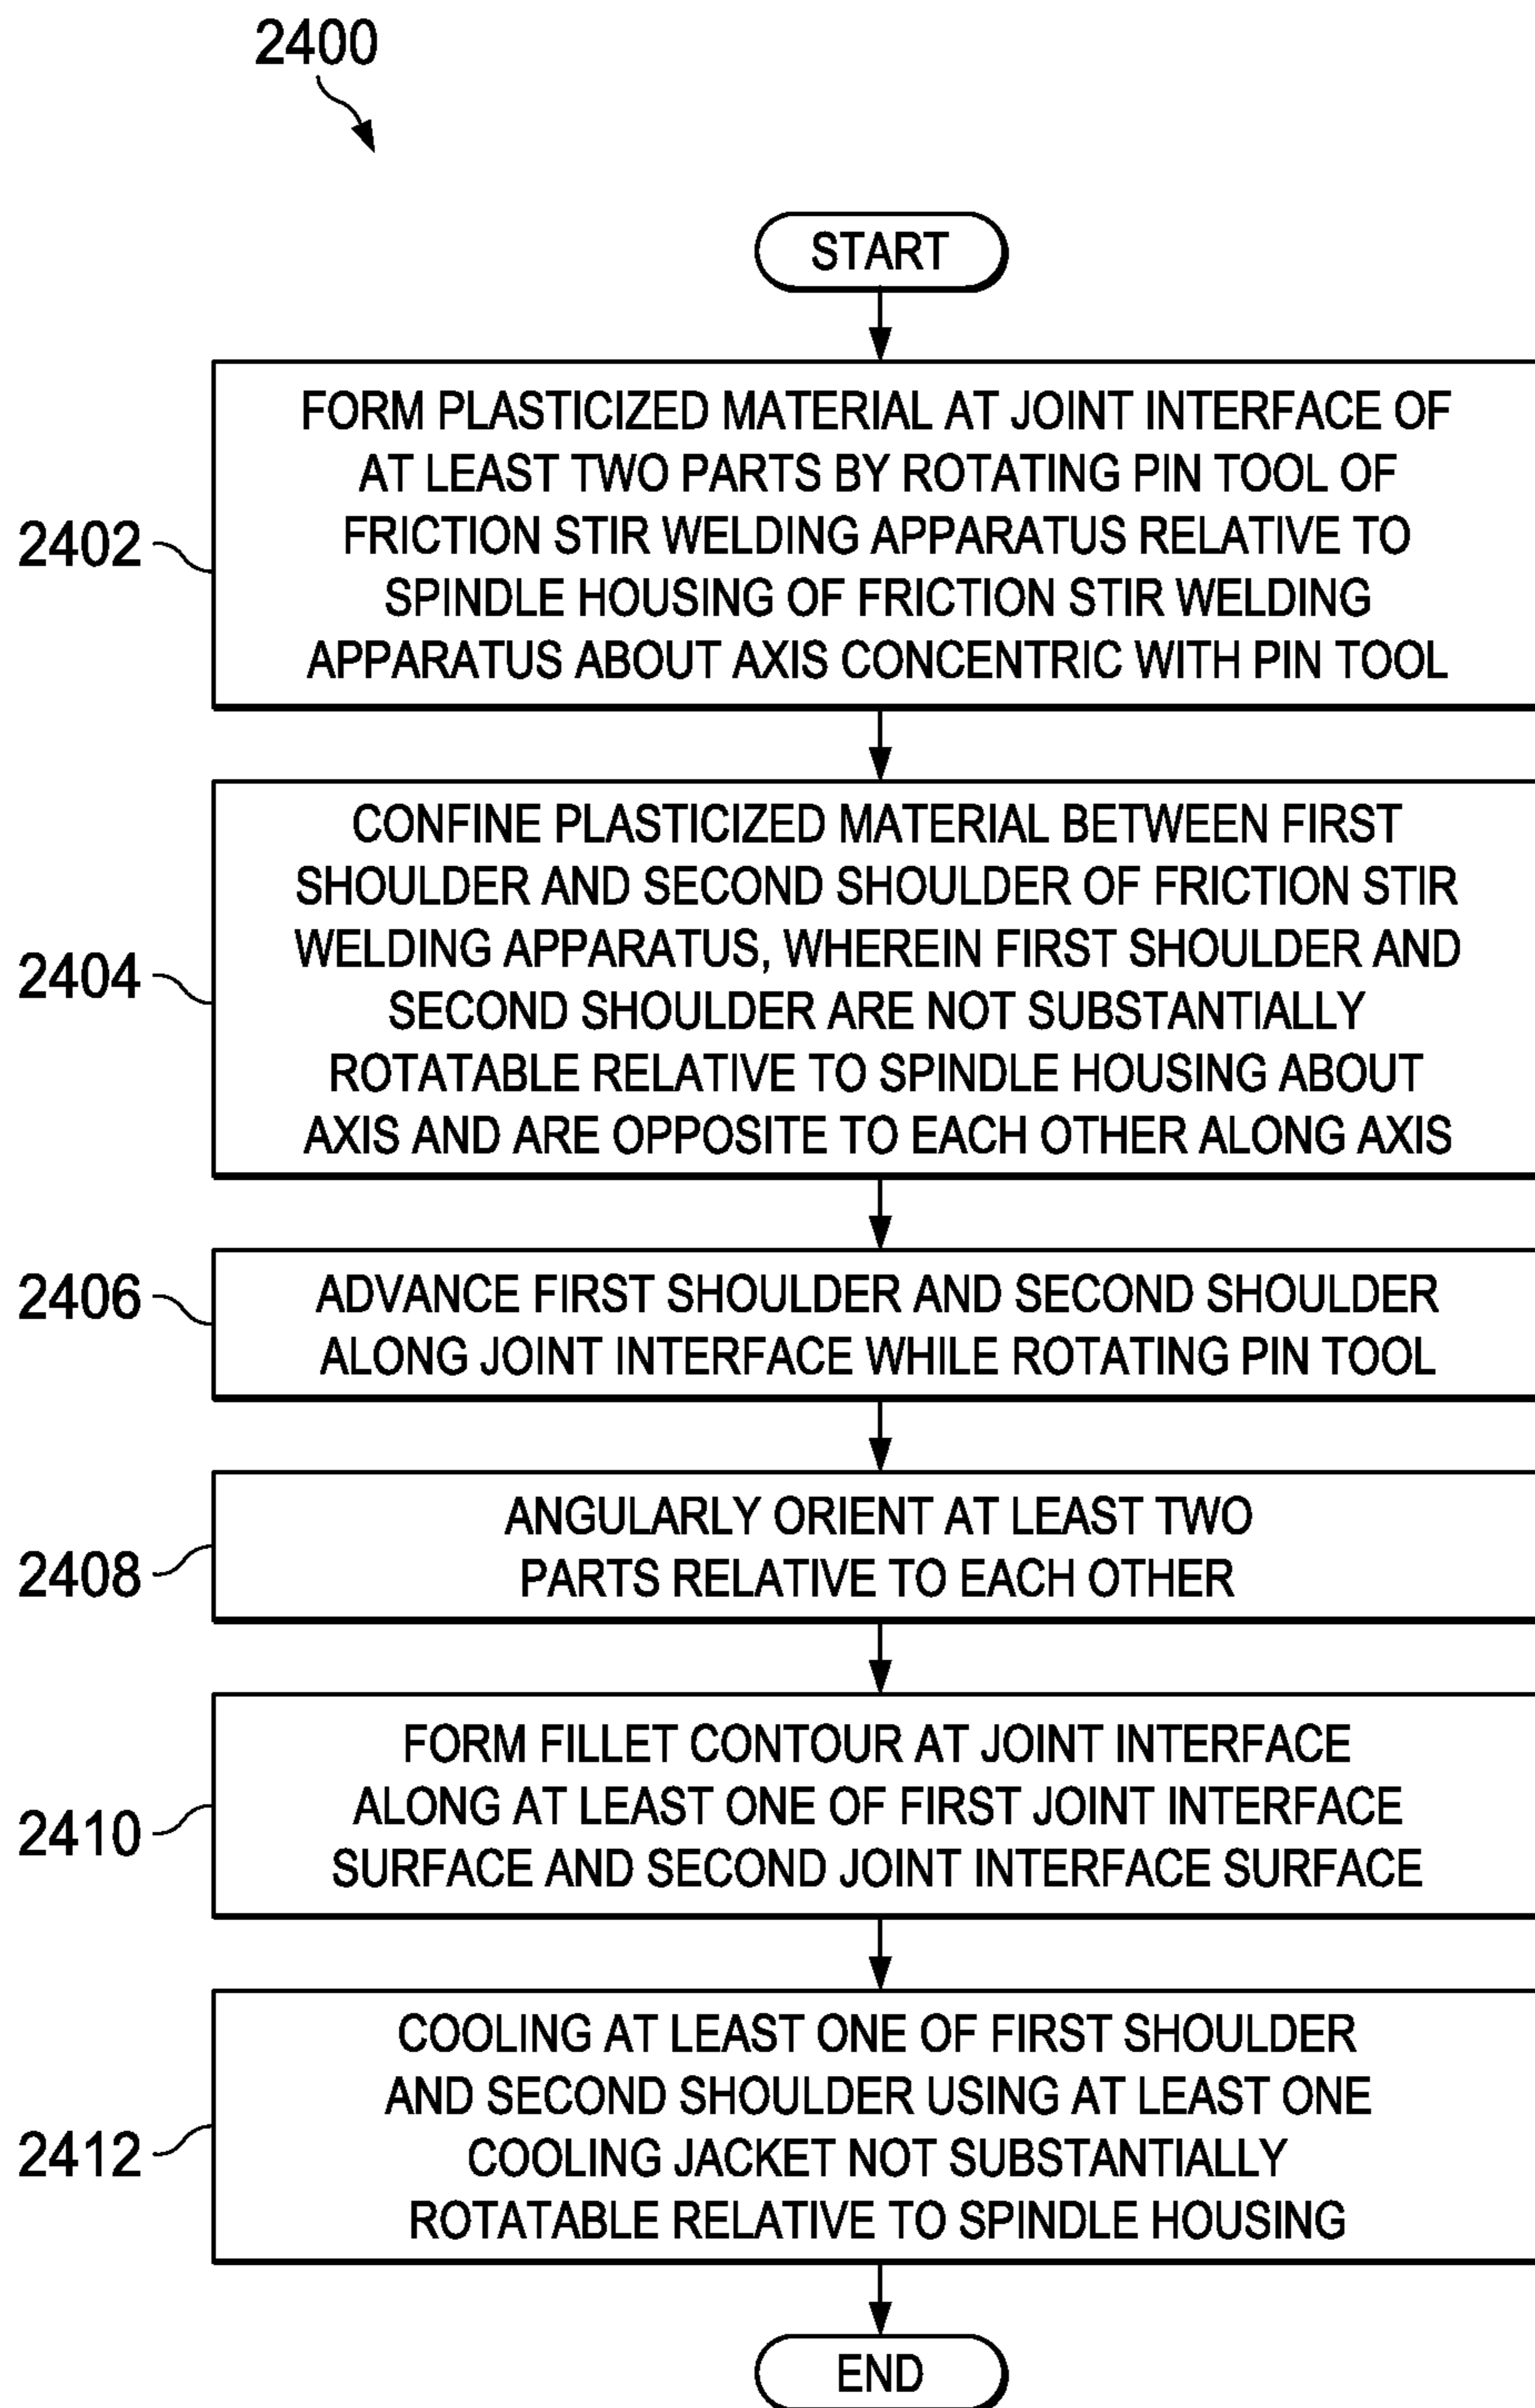 2400
START
2402
FORM PLASTICIZED MATERIAL AT JOINT INTERFACE OF
AT LEAST TWO PARTS BY ROTATING PIN TOOL OF
FRICTION STIR WELDING APPARATUS RELATIVE TO
SPINDLE HOUSING OF FRICTION STIR WELDING
APPARATUS ABOUT AXIS CONCENTRIC WITH PIN TOOL
2404
CONFINE PLASTICIZED MATERIAL BETWEEN FIRST
SHOULDER AND SECOND SHOULDER OF FRICTION STIR
WELDING APPARATUS, WHEREIN FIRST SHOULDER AND
SECOND SHOULDER ARE NOT SUBSTANTIALLY
ROTATABLE RELATIVE TO SPINDLE HOUSING ABOUT
AXIS AND ARE OPPOSITE TO EACH OTHER ALONG AXIS
2406
ADVANCE FIRST SHOULDER AND SECOND SHOULDER
ALONG JOINT INTERFACE WHILE ROTATING PIN TOOL
2408
ANGULARLY ORIENT AT LEAST TWO
PARTS RELATIVE TO EACH OTHER
2410
FORM FILLET CONTOUR AT JOINT INTERFACE
ALONG AT LEAST ONE OF FIRST JOINT INTERFACE
SURFACE AND SECOND JOINT INTERFACE SURFACE
2412
COOLING AT LEAST ONE OF FIRST SHOULDER
AND SECOND SHOULDER USING AT LEAST ONE
COOLING JACKET NOT SUBSTANTIALLY
ROTATABLE RELATIVE TO SPINDLE HOUSING
END